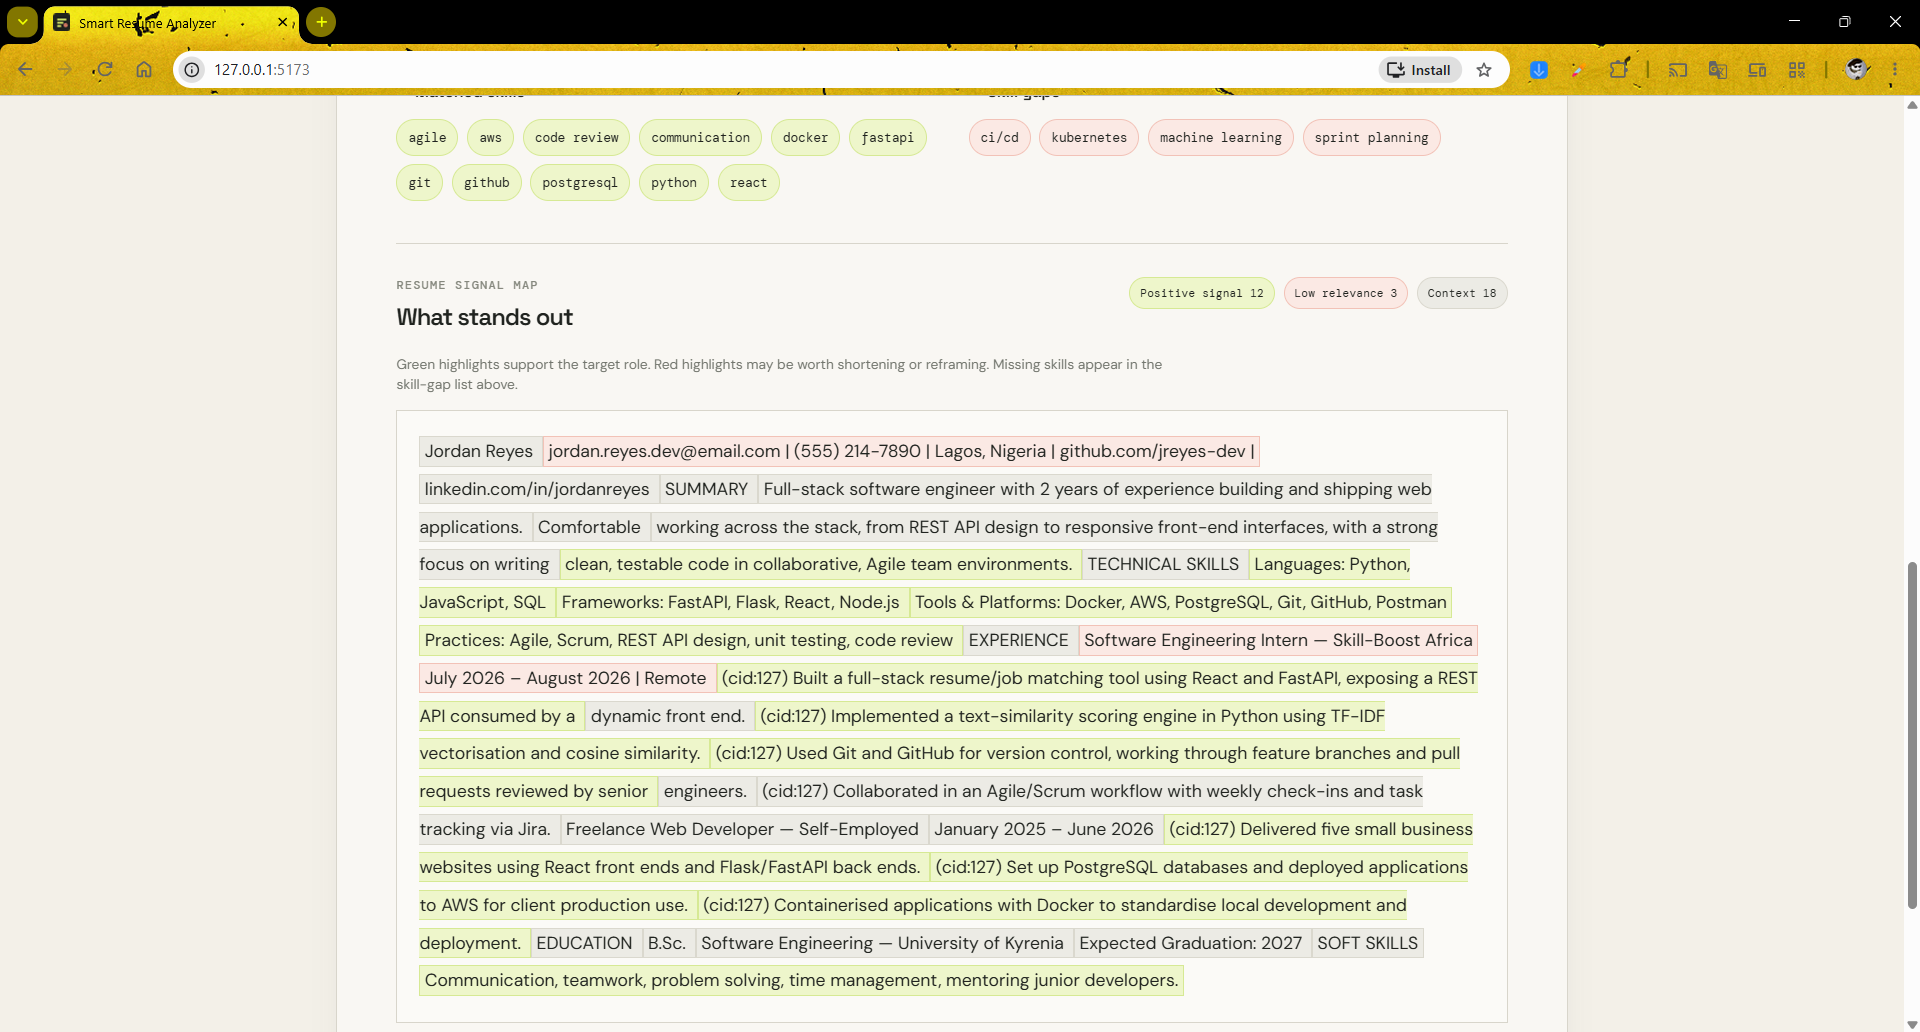 Smart Resume Analyzer
127.0.0.1:5173
Install
Matched skills
Skill gaps
agile aws code review communication docker fastapi
ci/cd kubernetes machine learning sprint planning
git github postgresql python react
RESUME SIGNAL MAP
What stands out
Positive signal 12 Low relevance 3 Context 18
Green highlights support the target role. Red highlights may be worth shortening or reframing. Missing skills appear in the
skill-gap list above.
Jordan Reyes jordan.reyes.dev@email.com | (555) 214-7890 | Lagos, Nigeria | github.com/jreyes-dev |
linkedin.com/in/jordanreyes SUMMARY Full-stack software engineer with 2 years of experience building and shipping web
applications. Comfortable working across the stack, from REST API design to responsive front-end interfaces, with a strong
focus on writing clean, testable code in collaborative, Agile team environments. TECHNICAL SKILLS Languages: Python,
JavaScript, SQL Frameworks: FastAPI, Flask, React, Node.js Tools & Platforms: Docker, AWS, PostgreSQL, Git, GitHub, Postman
Practices: Agile, Scrum, REST API design, unit testing, code review EXPERIENCE Software Engineering Intern — Skill-Boost Africa
July 2026 – August 2026 | Remote (cid:127) Built a full-stack resume/job matching tool using React and FastAPI, exposing a REST
API consumed by a dynamic front end. (cid:127) Implemented a text-similarity scoring engine in Python using TF-IDF
vectorisation and cosine similarity. (cid:127) Used Git and GitHub for version control, working through feature branches and pull
requests reviewed by senior engineers. (cid:127) Collaborated in an Agile/Scrum workflow with weekly check-ins and task
tracking via Jira. Freelance Web Developer — Self-Employed January 2025 – June 2026 (cid:127) Delivered five small business
websites using React front ends and Flask/FastAPI back ends. (cid:127) Set up PostgreSQL databases and deployed applications
to AWS for client production use. (cid:127) Containerised applications with Docker to standardise local development and
deployment. EDUCATION B.Sc. Software Engineering — University of Kyrenia Expected Graduation: 2027 SOFT SKILLS
Communication, teamwork, problem solving, time management, mentoring junior developers.